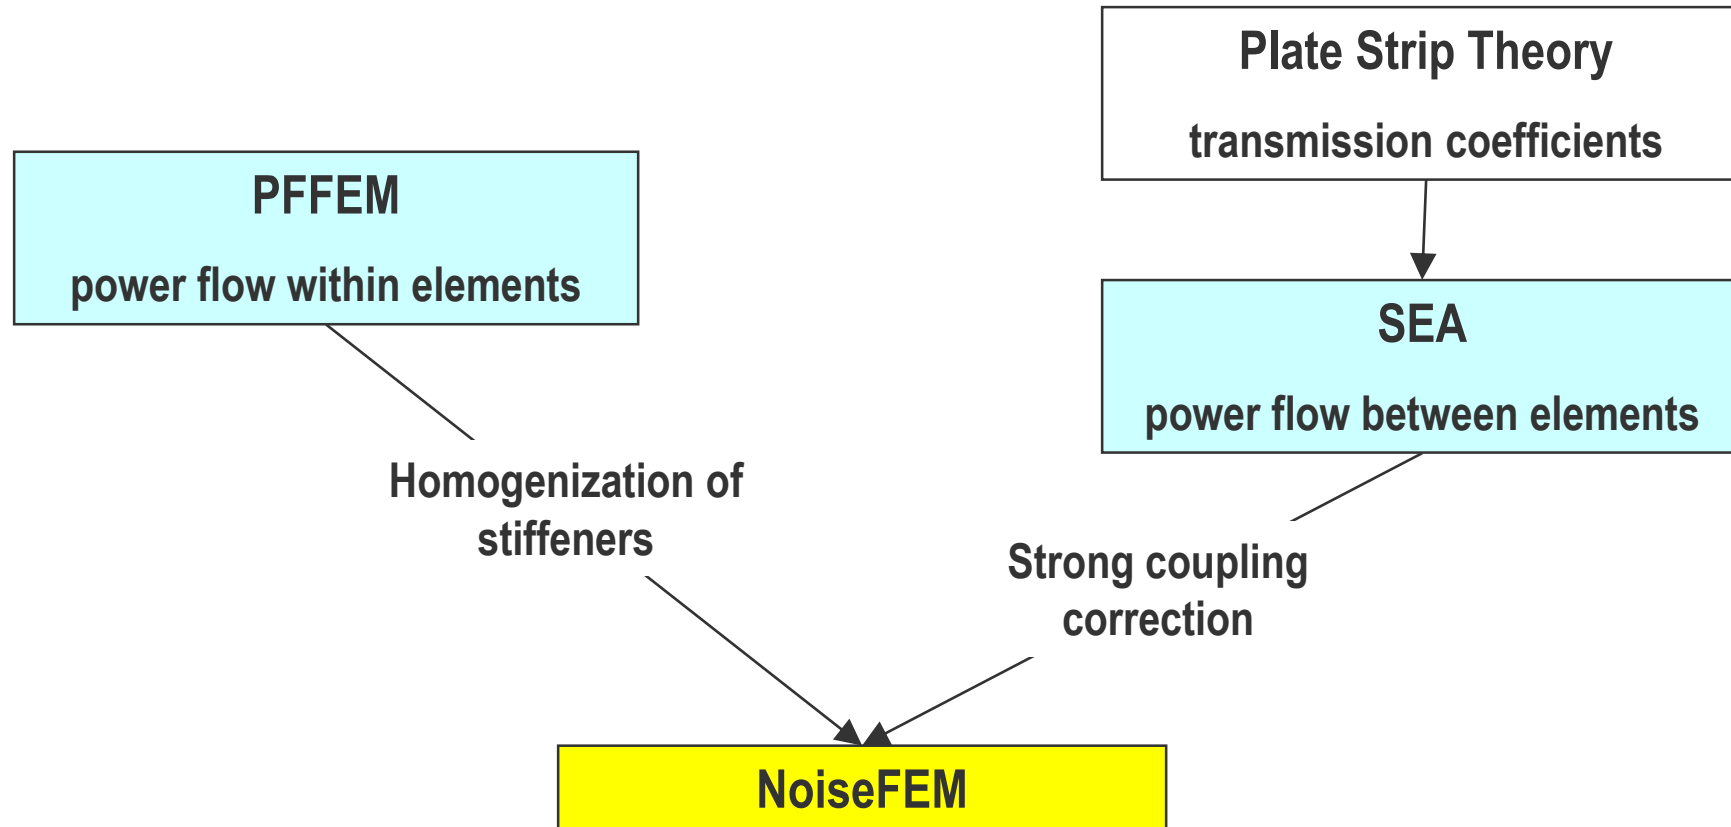 Plate Strip Theory
transmission coefficients
PFFEM
power flow within elements
SEA
power flow between elements
Homogenization of
stiffeners
Strong coupling
correction
NoiseFEM